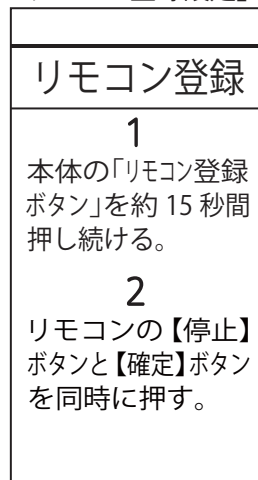 リモコン登録
1
本体の「リモコン登録
ボタン」を約 15 秒間
押し続ける。
2
リモコンの【停止】
ボタンと【確定】ボタン
を同時に押す。